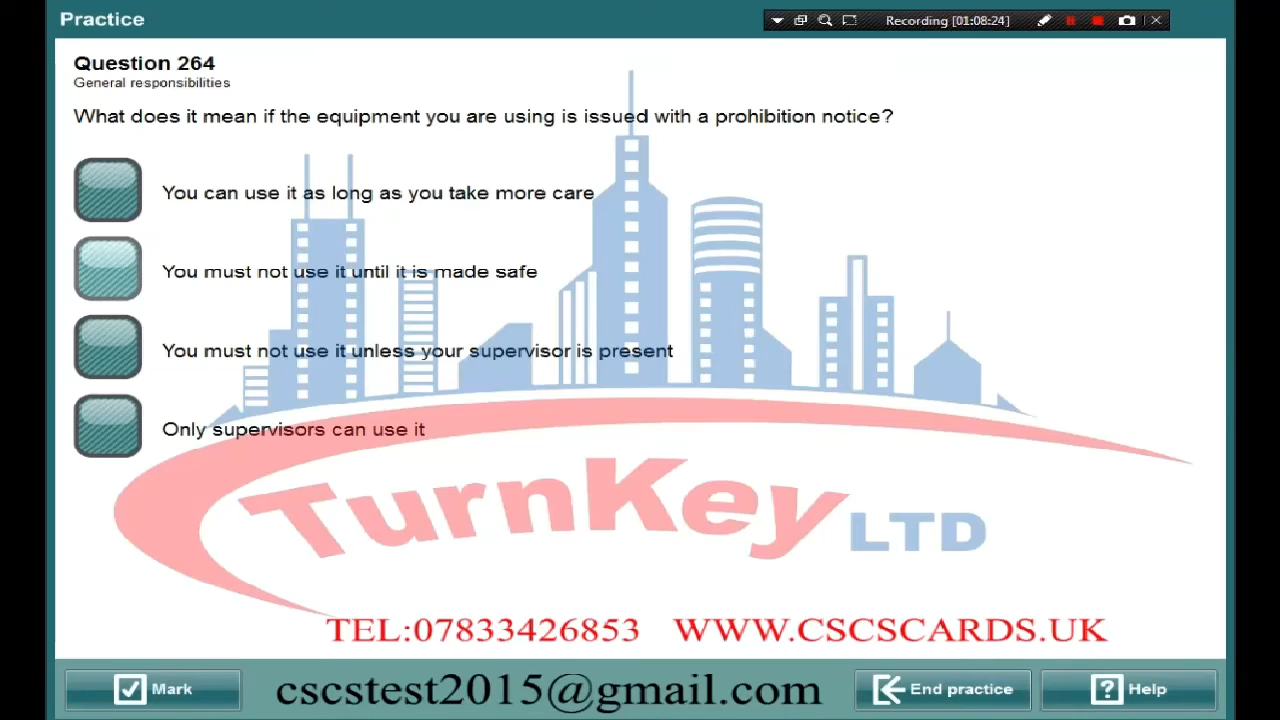 Practice
Recording [01:08:24]
Question 264
General responsibilities
What does it mean if the equipment you are using is issued with a prohibition notice?
You can use it as long as you take more care
You must not use it until it is made safe
You must not use it unless your supervisor is present
Only supervisors can use it
TurnKey LTD
TEL:07833426853 WWW.CSCSCARDS.UK
Mark
cscstest2015@gmail.com
End practice
Help